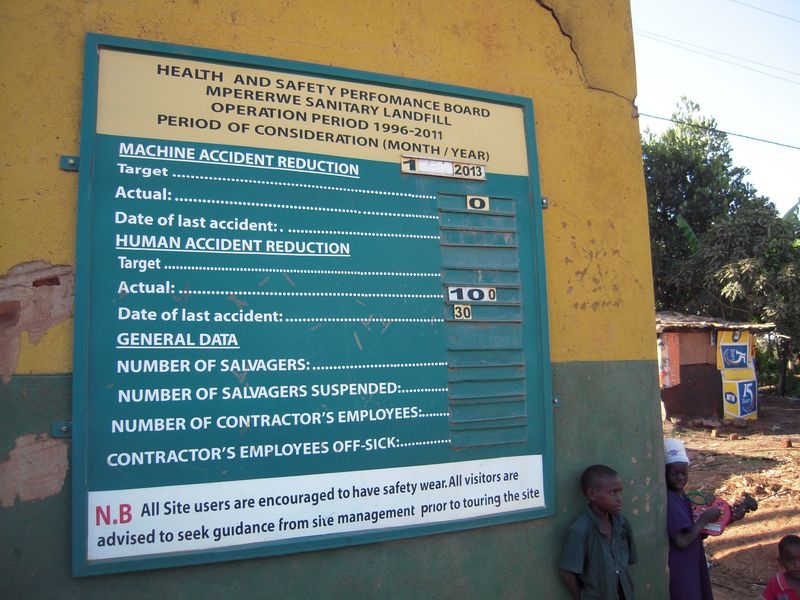 HEALTH AND SAFETY PERFOMANCE BOARD
MPERERWE SANITARY LANDFILL
OPERATION PERIOD 1996-2011
PERIOD OF CONSIDERATION (MONTH / YEAR)
1 2013
MACHINE ACCIDENT REDUCTION
Target
Actual: 0
Date of last accident:
HUMAN ACCIDENT REDUCTION
Target
Actual: 10 0
Date of last accident: 30
GENERAL DATA
NUMBER OF SALVAGERS:
NUMBER OF SALVAGERS SUSPENDED:
NUMBER OF CONTRACTOR'S EMPLOYEES:
CONTRACTOR'S EMPLOYEES OFF-SICK:
N.B All Site users are encouraged to have safety wear. All visitors are
advised to seek guidance from site management prior to touring the site
15